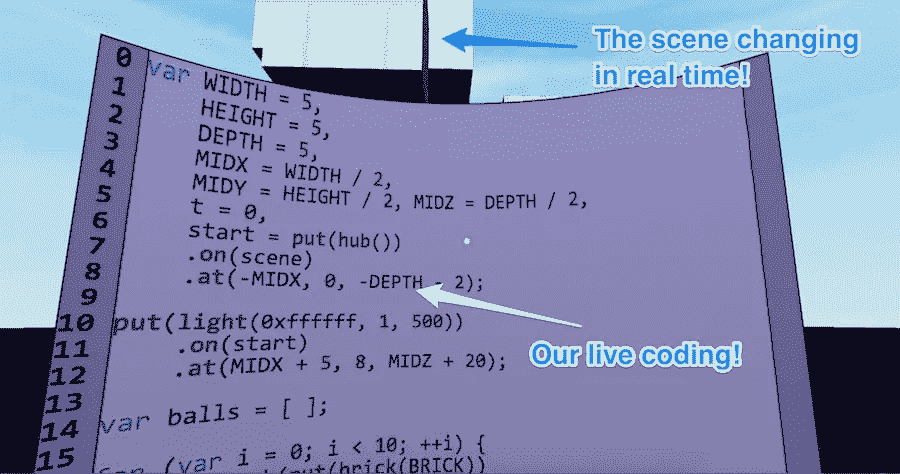 The scene changing
in real time!
0 var WIDTH = 5,
1 HEIGHT = 5,
2 DEPTH = 5,
3 MIDX = WIDTH / 2,
4 MIDY = HEIGHT / 2, MIDZ = DEPTH / 2,
5 t = 0,
6 start = put(hub())
7 .on(scene)
8 .at(-MIDX, 0, -DEPTH - 2);
9
10 put(light(0xffffff, 1, 500))
11 .on(start)
12 .at(MIDX + 5, 8, MIDZ + 20);
13
14 var balls = [ ];
15
for (var i = 0; i < 10; ++i) {
(put(brick(BRICK))
Our live coding!